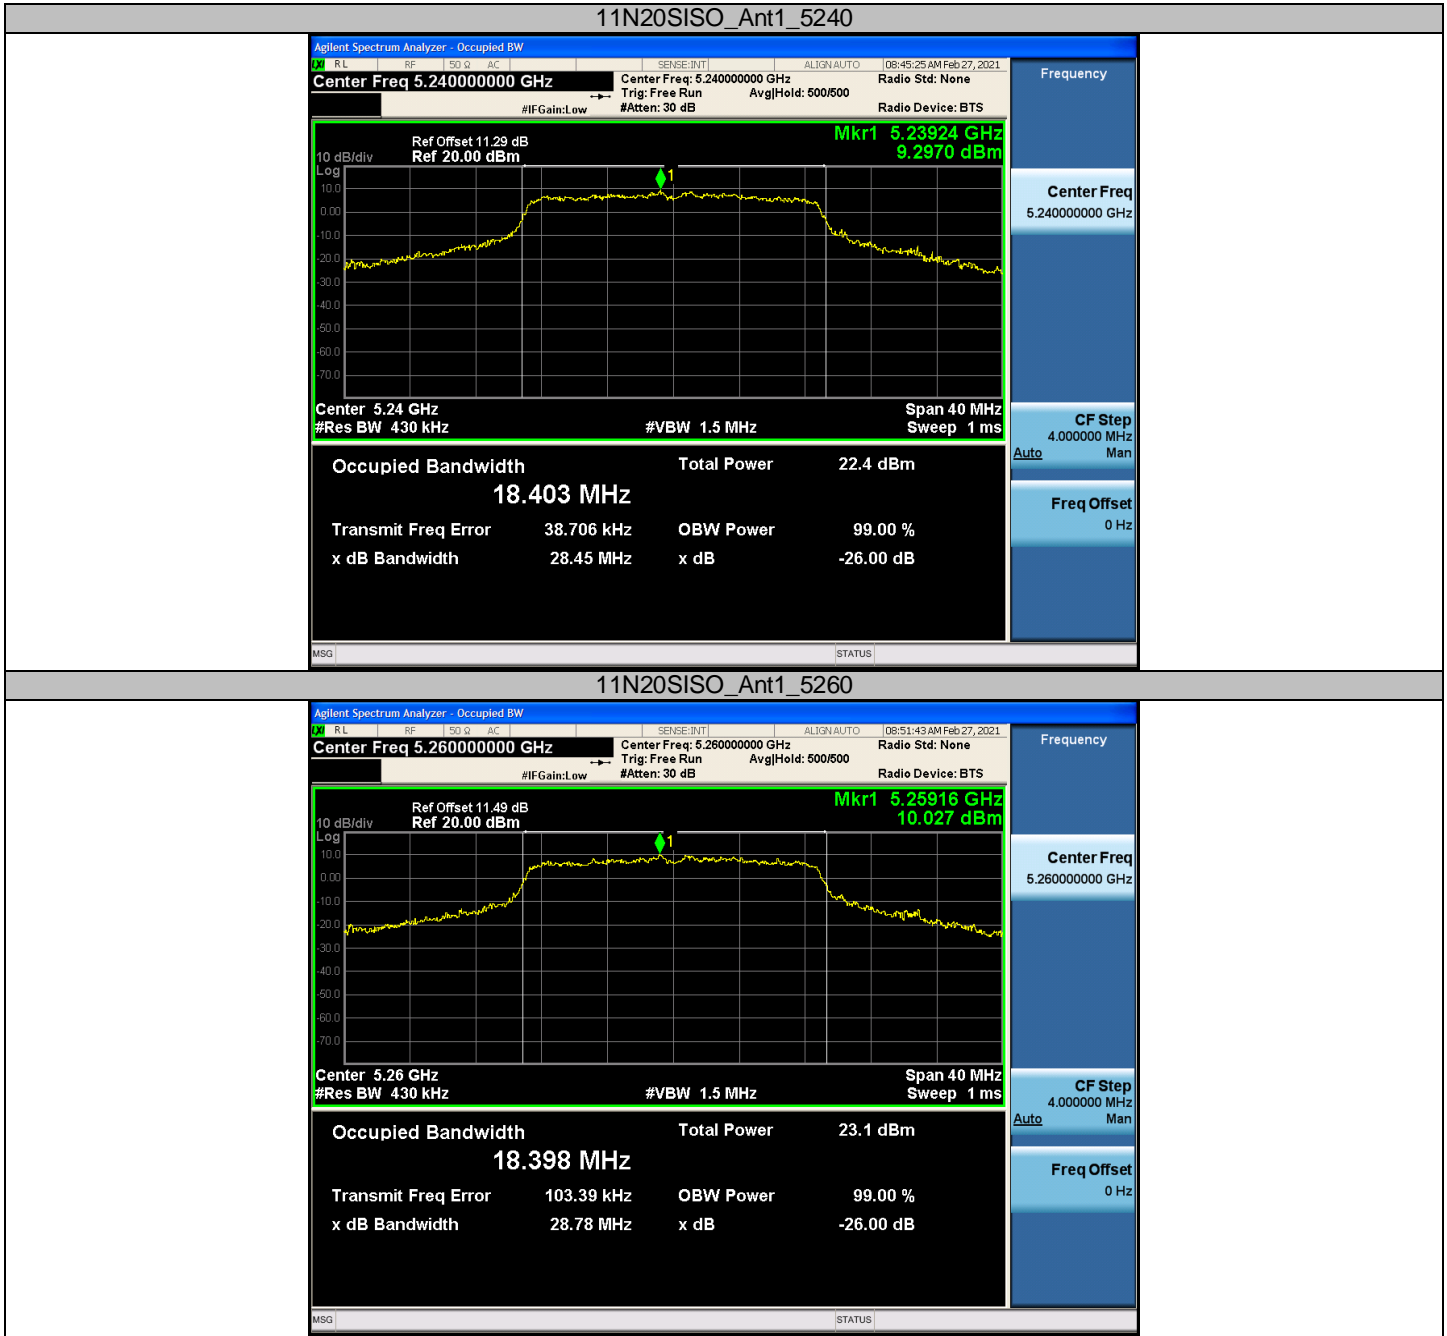 11N20SISO_Ant1_5240
Agilent Spectrum Analyzer - Occupied BW
LXI RL RF 50 Ω AC SENSE:INT ALIGN AUTO 08:45:25 AM Feb 27, 2021
Center Freq 5.240000000 GHz
Center Freq: 5.240000000 GHz Radio Std: None
Trig: Free Run Avg|Hold: 500/500
#IFGain:Low #Atten: 30 dB Radio Device: BTS
Frequency
Mkr1 5.23924 GHz
9.2970 dBm
Ref Offset 11.29 dB
10 dB/div Ref 20.00 dBm
Log
1
10.0
0.00
-10.0
-20.0
-30.0
-40.0
-50.0
-60.0
-70.0
Center 5.24 GHz Span 40 MHz
#Res BW 430 kHz #VBW 1.5 MHz Sweep 1 ms
Center Freq
5.240000000 GHz
CF Step
4.000000 MHz
Auto Man
Freq Offset
0 Hz
Occupied Bandwidth Total Power 22.4 dBm
18.403 MHz
Transmit Freq Error 38.706 kHz OBW Power 99.00 %
x dB Bandwidth 28.45 MHz x dB -26.00 dB
MSG STATUS
11N20SISO_Ant1_5260
Agilent Spectrum Analyzer - Occupied BW
LXI RL RF 50 Ω AC SENSE:INT ALIGN AUTO 08:51:43 AM Feb 27, 2021
Center Freq 5.260000000 GHz
Center Freq: 5.260000000 GHz Radio Std: None
Trig: Free Run Avg|Hold: 500/500
#IFGain:Low #Atten: 30 dB Radio Device: BTS
Frequency
Mkr1 5.25916 GHz
10.027 dBm
Ref Offset 11.49 dB
10 dB/div Ref 20.00 dBm
Log
1
10.0
0.00
-10.0
-20.0
-30.0
-40.0
-50.0
-60.0
-70.0
Center 5.26 GHz Span 40 MHz
#Res BW 430 kHz #VBW 1.5 MHz Sweep 1 ms
Center Freq
5.260000000 GHz
CF Step
4.000000 MHz
Auto Man
Freq Offset
0 Hz
Occupied Bandwidth Total Power 23.1 dBm
18.398 MHz
Transmit Freq Error 103.39 kHz OBW Power 99.00 %
x dB Bandwidth 28.78 MHz x dB -26.00 dB
MSG STATUS